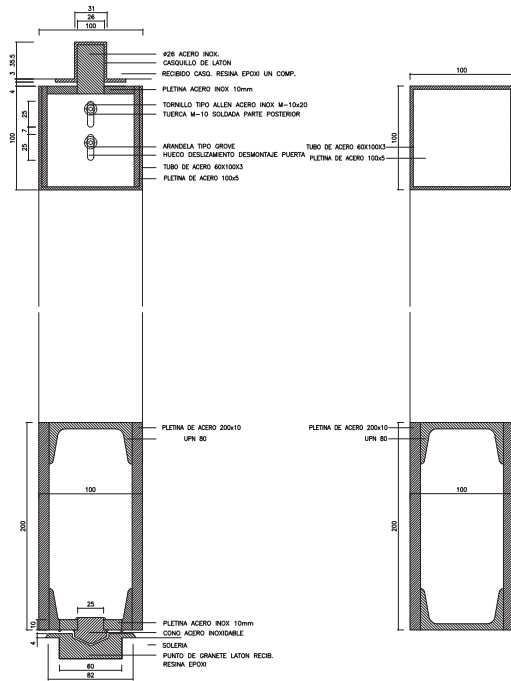 31
26
100
100
35.5
3
4
25
7
25
100
100
Ø26 ACERO INOX.
CASQUILLO DE LATON
RECIBIDO CASQ. RESINA EPOXI UN COMP.
PLETINA ACERO INOX 10mm
TORNILLO TIPO ALLEN ACERO INOX M-10x20
TUERCA M-10 SOLDADA PARTE POSTERIOR
ARANDELA TIPO GROVE
HUECO DESLIZAMIENTO DESMONTAJE PUERTA
TUBO DE ACERO 60X100X3
PLETINA DE ACERO 100x5
TUBO DE ACERO 60X100X3
PLETINA DE ACERO 100x5
100
PLETINA DE ACERO 200x10
UPN 80
PLETINA DE ACERO 200x10
UPN 80
100
100
200
200
25
10
4
PLETINA ACERO INOX 10mm
CONO ACERO INOXIDABLE
SOLERIA
PUNTO DE GRANETE LATON RECIB.
RESINA EPOXI
60
82